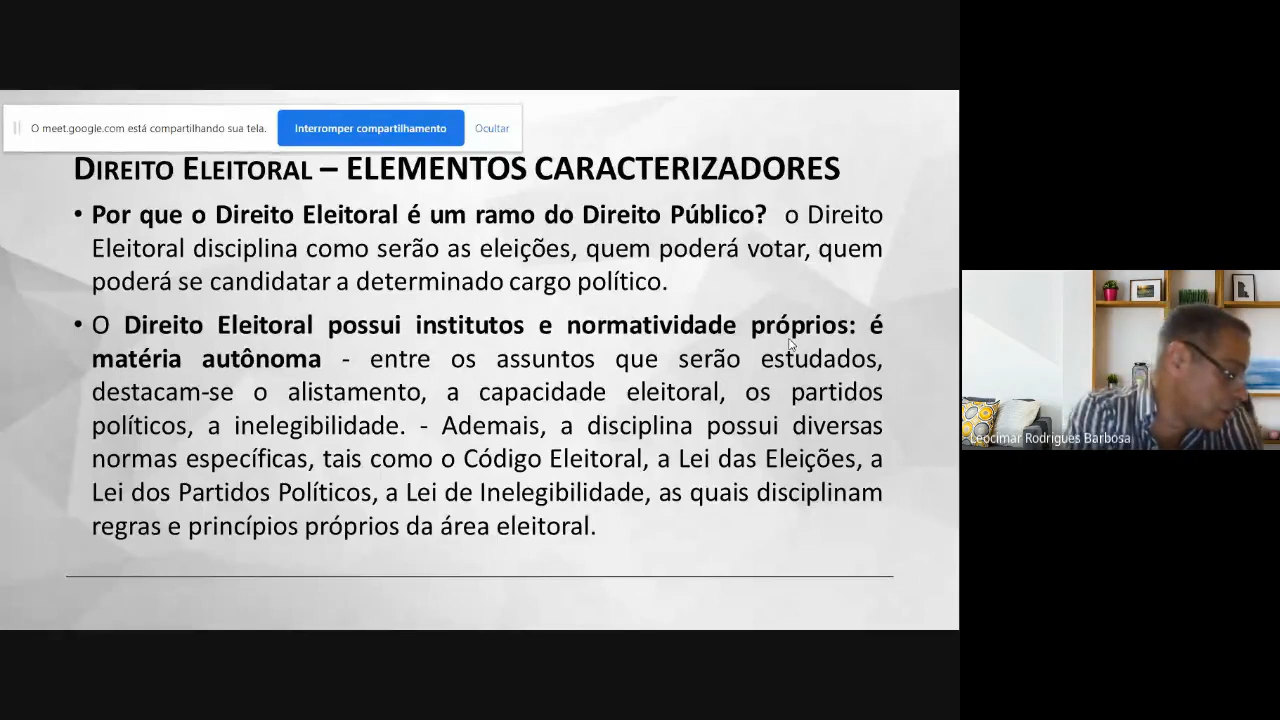 O meet.google.com está compartilhando sua tela.
Interromper compartilhamento
Ocultar
DIREITO ELEITORAL – ELEMENTOS CARACTERIZADORES
• Por que o Direito Eleitoral é um ramo do Direito Público? o Direito
Eleitoral disciplina como serão as eleições, quem poderá votar, quem
poderá se candidatar a determinado cargo político.
• O Direito Eleitoral possui institutos e normatividade próprios: é
matéria autônoma - entre os assuntos que serão estudados,
destacam-se o alistamento, a capacidade eleitoral, os partidos
políticos, a inelegibilidade. - Ademais, a disciplina possui diversas
normas específicas, tais como o Código Eleitoral, a Lei das Eleições, a
Lei dos Partidos Políticos, a Lei de Inelegibilidade, as quais disciplinam
regras e princípios próprios da área eleitoral.
Leocimar Rodrigues Barbosa